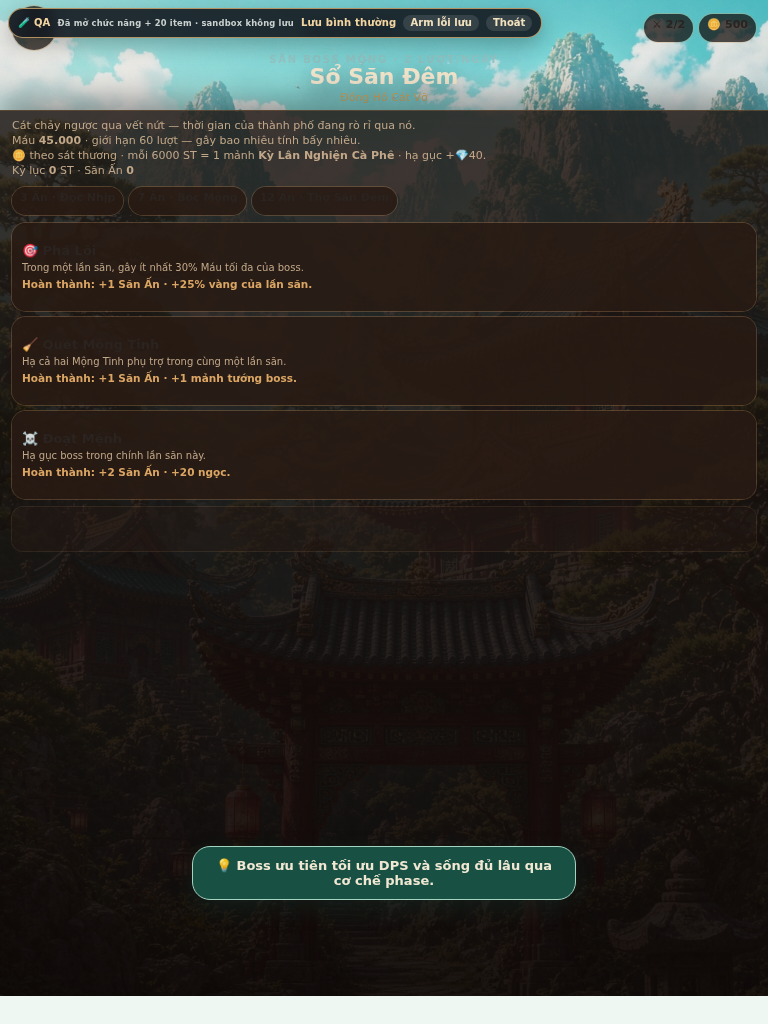 QA Đã mở chức năng + 20 item · sandbox không lưu Lưu bình thường Arm lỗi lưu Thoát
2/2 500
Sổ Săn Đêm
Cát chảy ngược qua vết nứt — thời gian của thành phố đang rò rỉ qua nó.
Máu 45.000 · giới hạn 60 lượt — gây bao nhiêu tính bấy nhiêu.
🪙 theo sát thương · mỗi 6000 ST = 1 mảnh Kỳ Lân Nghiện Cà Phê · hạ gục +💎40.
Kỷ lục 0 ST · Săn Ấn 0
🎯 Phá Lõi
Trong một lần săn, gây ít nhất 30% Máu tối đa của boss.
Hoàn thành: +1 Săn Ấn · +25% vàng của lần săn.
🧹 Quét Mộng Tinh
Hạ cả hai Mộng Tinh phụ trợ trong cùng một lần săn.
Hoàn thành: +1 Săn Ấn · +1 mảnh tướng boss.
☠️ Đoạt Mệnh
Hạ gục boss trong chính lần săn này.
Hoàn thành: +2 Săn Ấn · +20 ngọc.
💡 Boss ưu tiên tối ưu DPS và sống đủ lâu qua
cơ chế phase.